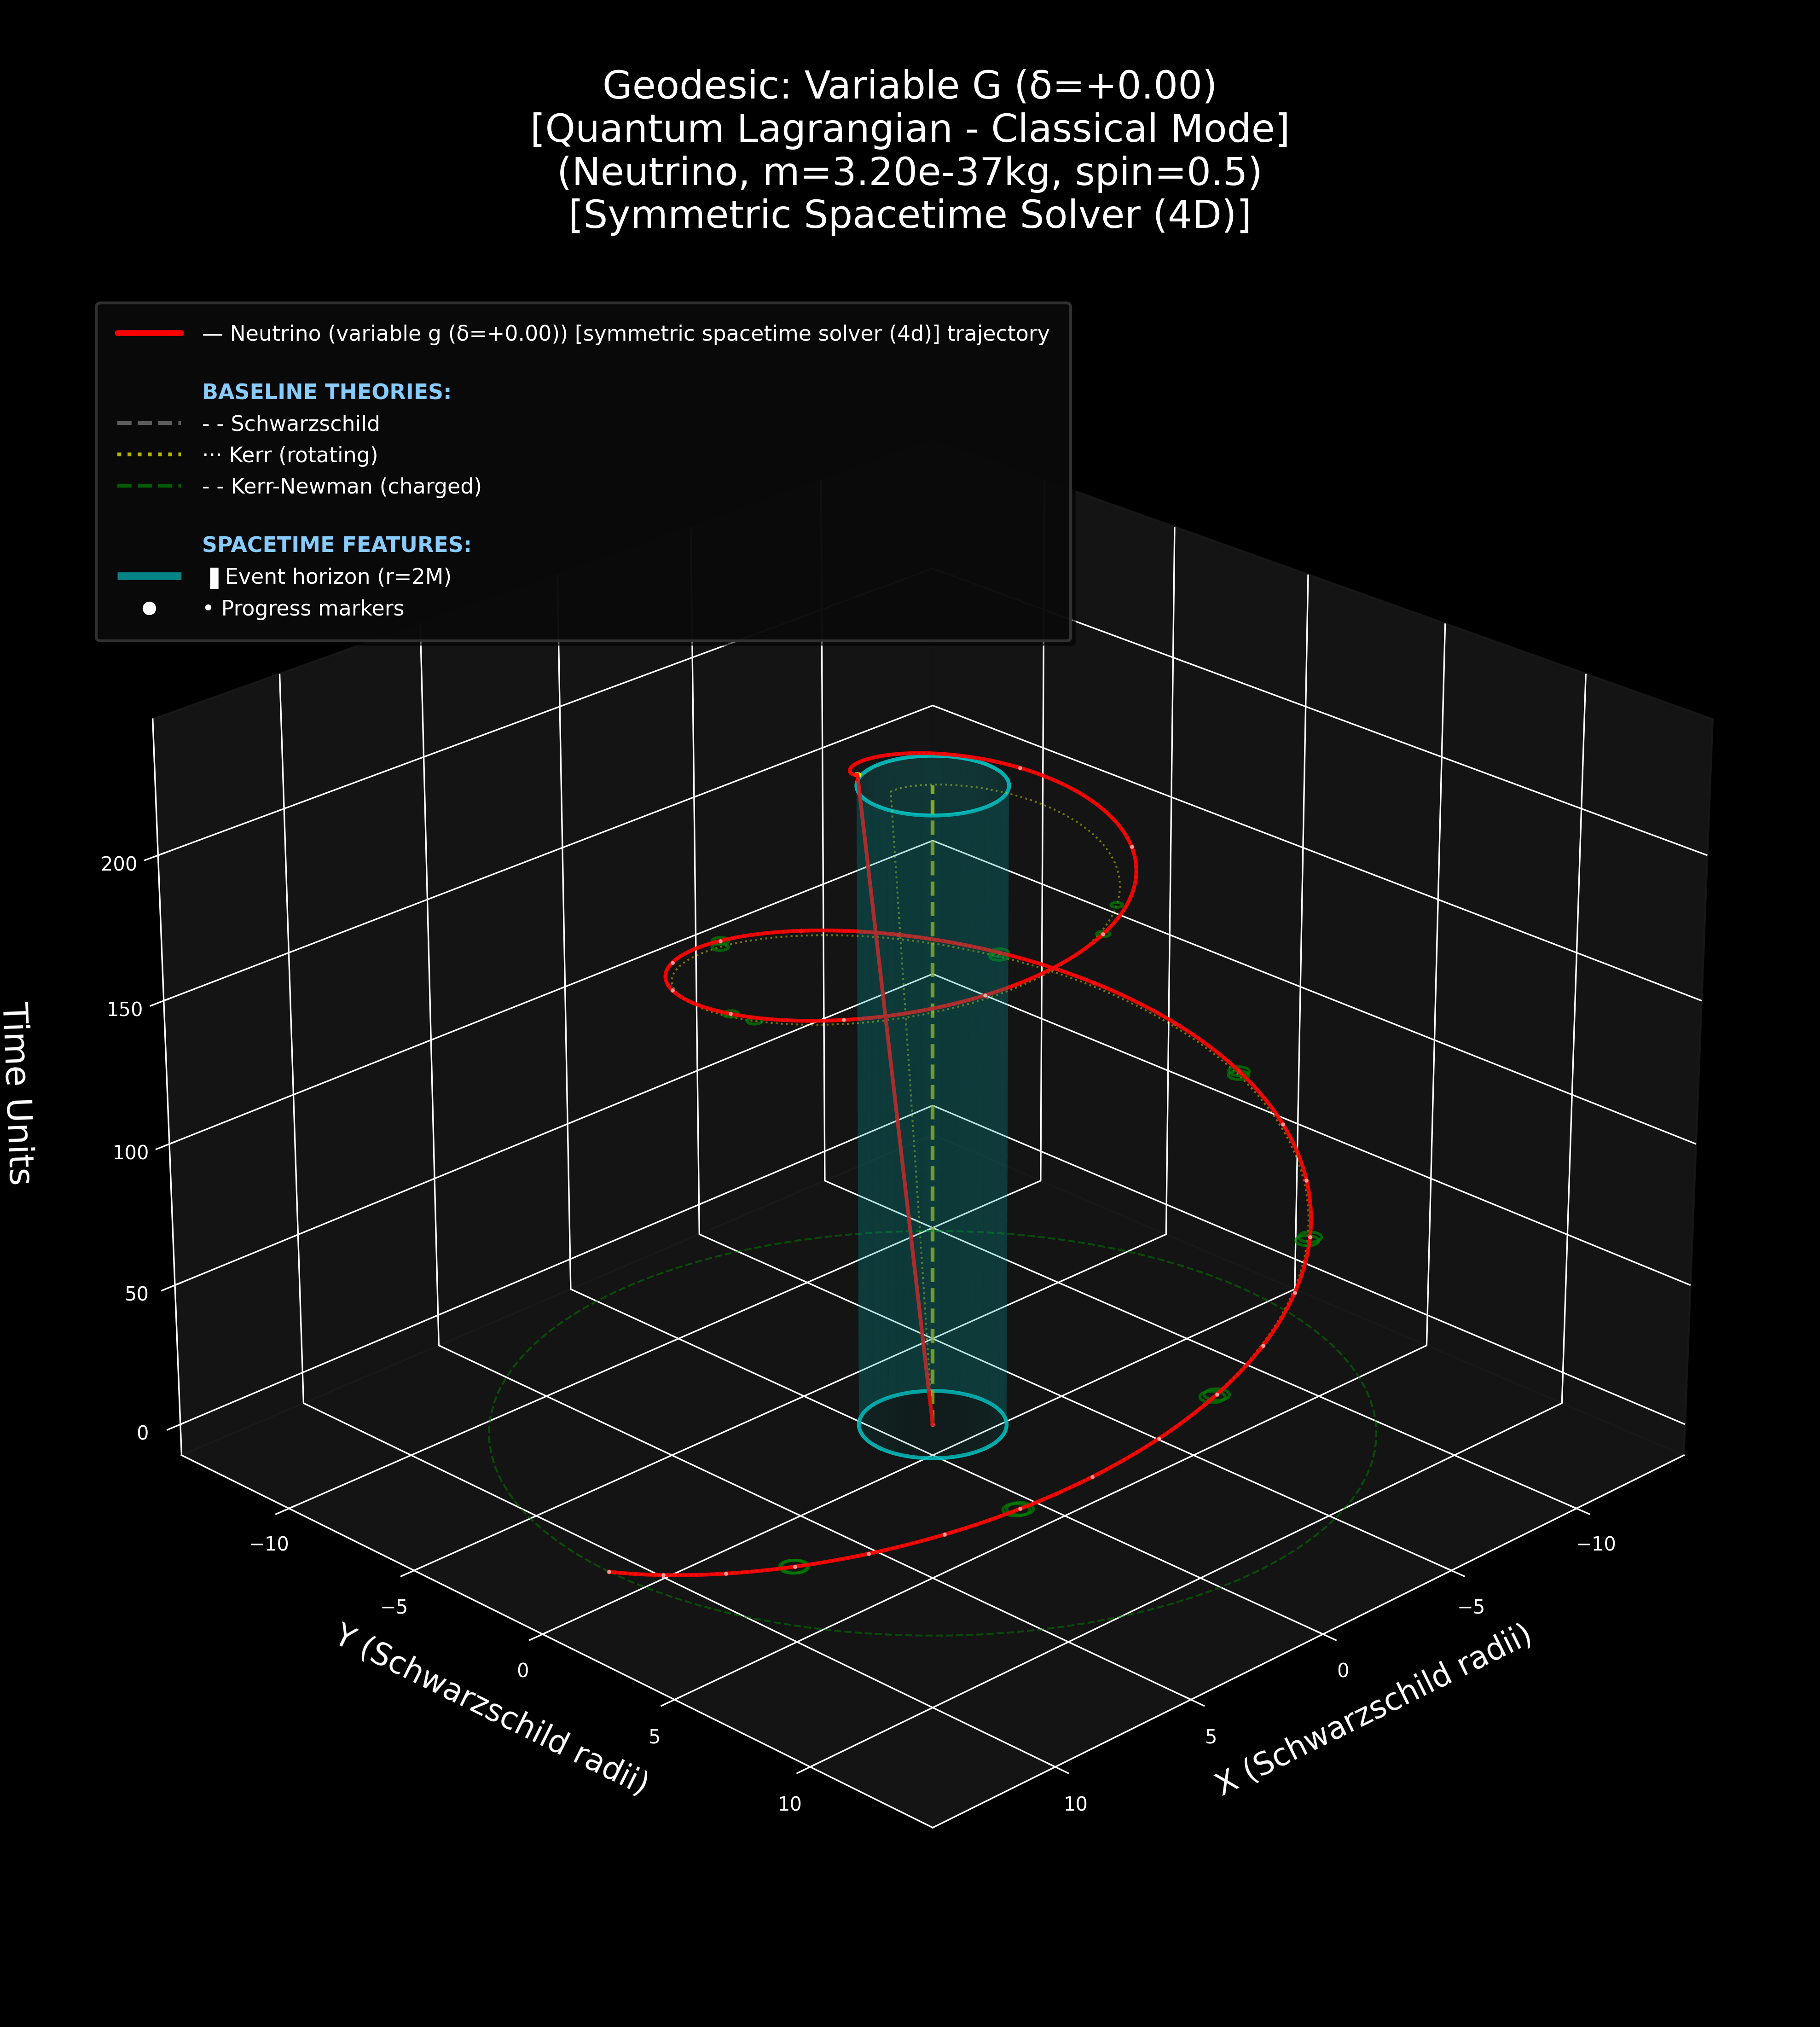 Geodesic: Variable G (δ=+0.00)
[Quantum Lagrangian - Classical Mode]
(Neutrino, m=3.20e-37kg, spin=0.5)
[Symmetric Spacetime Solver (4D)]
— Neutrino (variable g (δ=+0.00)) [symmetric spacetime solver (4d)] trajectory
BASELINE THEORIES:
- - Schwarzschild
··· Kerr (rotating)
- - Kerr-Newman (charged)
SPACETIME FEATURES:
▌Event horizon (r=2M)
• Progress markers
200
150
100
50
0
Time Units
−10
−5
0
5
10
Y (Schwarzschild radii)
−10
−5
0
5
10
X (Schwarzschild radii)